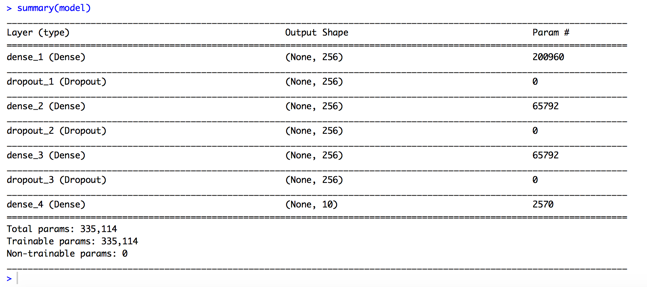 > summary(model)
Layer (type) Output Shape Param #
dense_1 (Dense) (None, 256) 200960
dropout_1 (Dropout) (None, 256) 0
dense_2 (Dense) (None, 256) 65792
dropout_2 (Dropout) (None, 256) 0
dense_3 (Dense) (None, 256) 65792
dropout_3 (Dropout) (None, 256) 0
dense_4 (Dense) (None, 10) 2570
Total params: 335,114
Trainable params: 335,114
Non-trainable params: 0
>